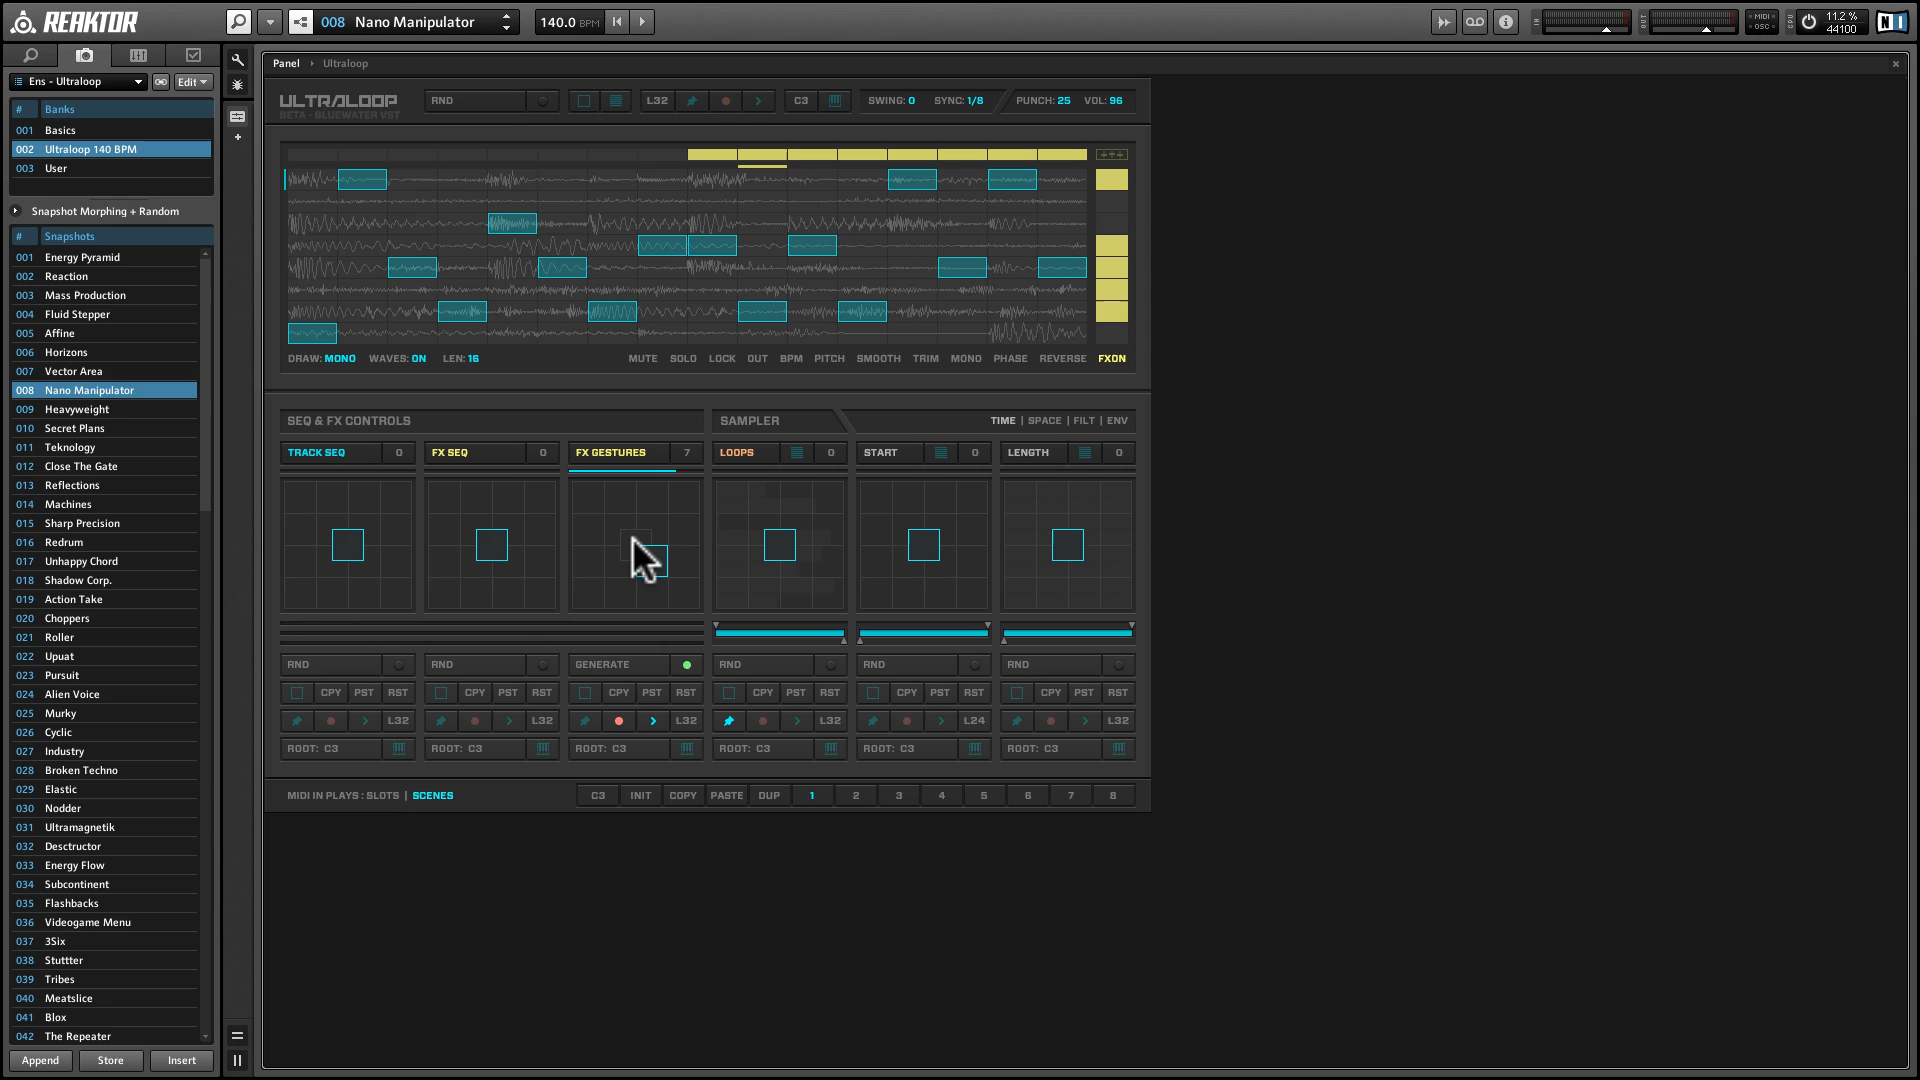 REAKTOR
008 Nano Manipulator
140.0 BPM
IN
OUT
MIDI
OSC
CPU
11.2 %
44100
NI
Ens - Ultraloop
Edit
# Banks
001 Basics
002 Ultraloop 140 BPM
003 User
Snapshot Morphing + Random
# Snapshots
001 Energy Pyramid
002 Reaction
003 Mass Production
004 Fluid Stepper
005 Affine
006 Horizons
007 Vector Area
008 Nano Manipulator
009 Heavyweight
010 Secret Plans
011 Teknology
012 Close The Gate
013 Reflections
014 Machines
015 Sharp Precision
016 Redrum
017 Unhappy Chord
018 Shadow Corp.
019 Action Take
020 Choppers
021 Roller
022 Upuat
023 Pursuit
024 Alien Voice
025 Murky
026 Cyclic
027 Industry
028 Broken Techno
029 Elastic
030 Nodder
031 Ultramagnetik
032 Desctructor
033 Energy Flow
034 Subcontinent
035 Flashbacks
036 Videogame Menu
037 3Six
038 Stuttter
039 Tribes
040 Meatslice
041 Blox
042 The Repeater
Append Store Insert
Panel Ultraloop
ULTRALOOP
BETA - BLUEWATER VST
RND L32 C3 SWING: 0 SYNC: 1/8 PUNCH: 25 VOL: 96
DRAW: MONO WAVES: ON LEN: 16 MUTE SOLO LOCK OUT BPM PITCH SMOOTH TRIM MONO PHASE REVERSE FXON
SEQ & FX CONTROLS SAMPLER TIME | SPACE | FILT | ENV
TRACK SEQ 0 FX SEQ 0 FX GESTURES 7 LOOPS 0 START 0 LENGTH 0
RND RND GENERATE RND RND RND
CPY PST RST CPY PST RST CPY PST RST CPY PST RST CPY PST RST CPY PST RST
L32 L32 L32 L32 L24 L32
ROOT: C3 ROOT: C3 ROOT: C3 ROOT: C3 ROOT: C3 ROOT: C3
MIDI IN PLAYS : SLOTS | SCENES C3 INIT COPY PASTE DUP 1 2 3 4 5 6 7 8